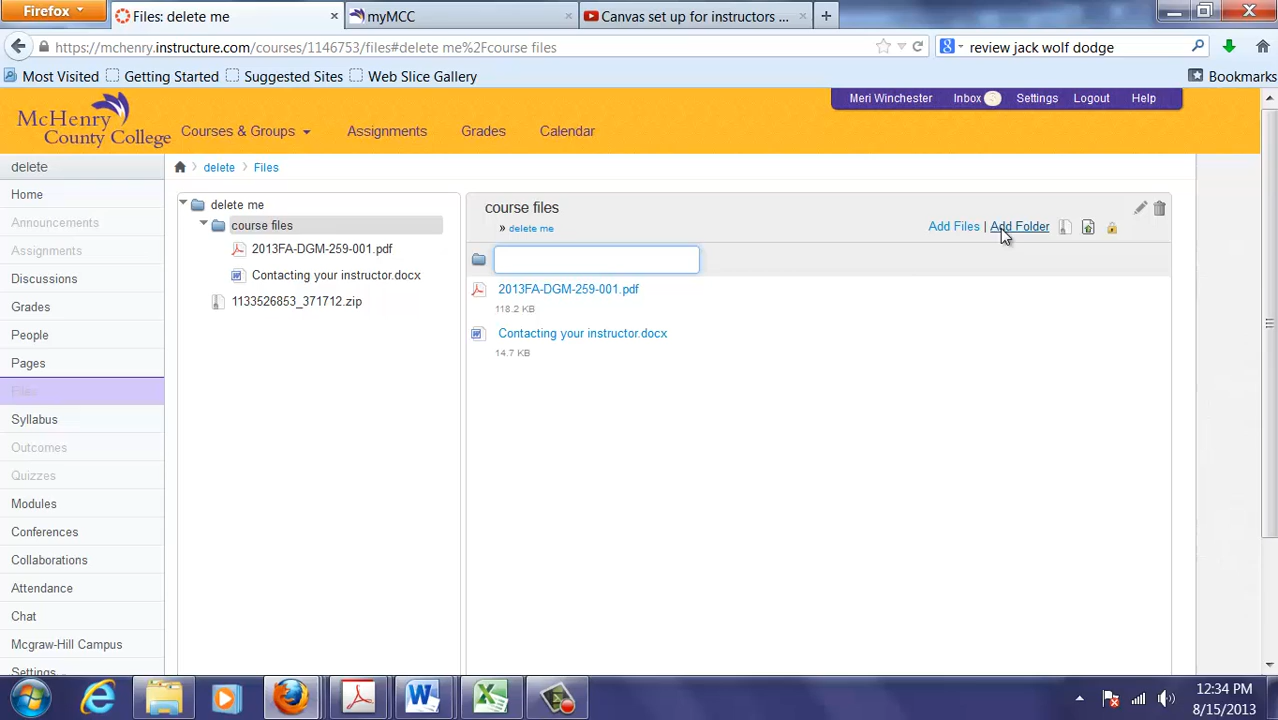 Firefox
Files: delete me
myMCC
Canvas set up for instructors ...
https://mchenry.instructure.com/courses/1146753/files#delete me%2Fcourse files
review jack wolf dodge
Most Visited
Getting Started
Suggested Sites
Web Slice Gallery
Bookmarks
McHenry
County College
Courses & Groups
Assignments
Grades
Calendar
Meri Winchester
Inbox
Settings
Logout
Help
delete
delete
Files
Home
Announcements
Assignments
Discussions
Grades
People
Pages
Files
Syllabus
Outcomes
Quizzes
Modules
Conferences
Collaborations
Attendance
Chat
Mcgraw-Hill Campus
Settings
delete me
course files
2013FA-DGM-259-001.pdf
Contacting your instructor.docx
1133526853_371712.zip
course files
» delete me
Add Files | Add Folder
2013FA-DGM-259-001.pdf
118.2 KB
Contacting your instructor.docx
14.7 KB
12:34 PM
8/15/2013